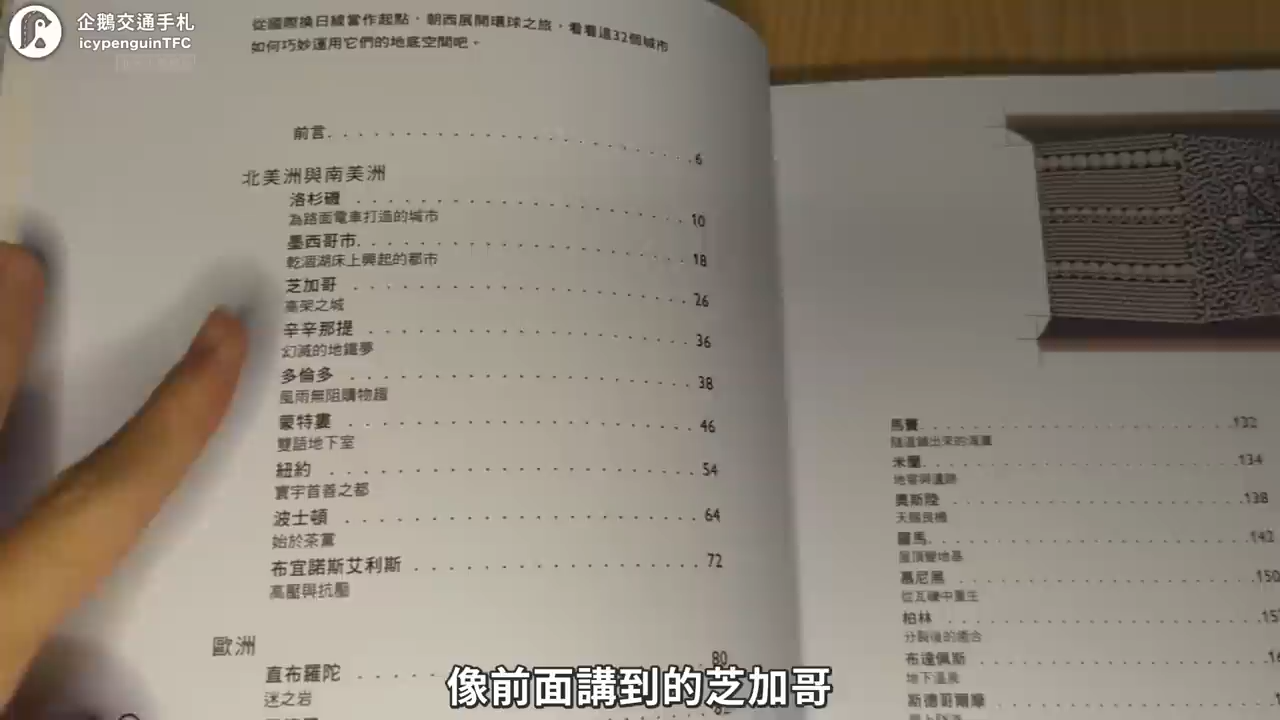 企鵝交通手札
icypenguinTFC
從國際換日線當作起點，朝西展開環球之旅，看看這32個城市
如何巧妙運用它們的地底空間吧。
前言 6
北美洲與南美洲
洛杉磯 10
為路面電車打造的城市
墨西哥市 18
乾涸湖床上興起的都市
芝加哥 26
高架之城
辛辛那提 36
幻滅的地鐵夢
多倫多 38
風雨無阻購物趣
蒙特婁 46
雙語地下室
紐約 54
寰宇首善之都
波士頓 64
始於茶黨
布宜諾斯艾利斯 72
高壓與抗壓
歐洲
直布羅陀 80
迷之岩
馬賽 132
米蘭 134
地窖與遺跡
奧斯陸 138
天賜良機
羅馬 142
屋頂變地基
慕尼黑 150
從瓦礫中重生
柏林
分裂後的癒合
布達佩斯
地下溫泉
斯德哥爾摩
像前面講到的芝加哥